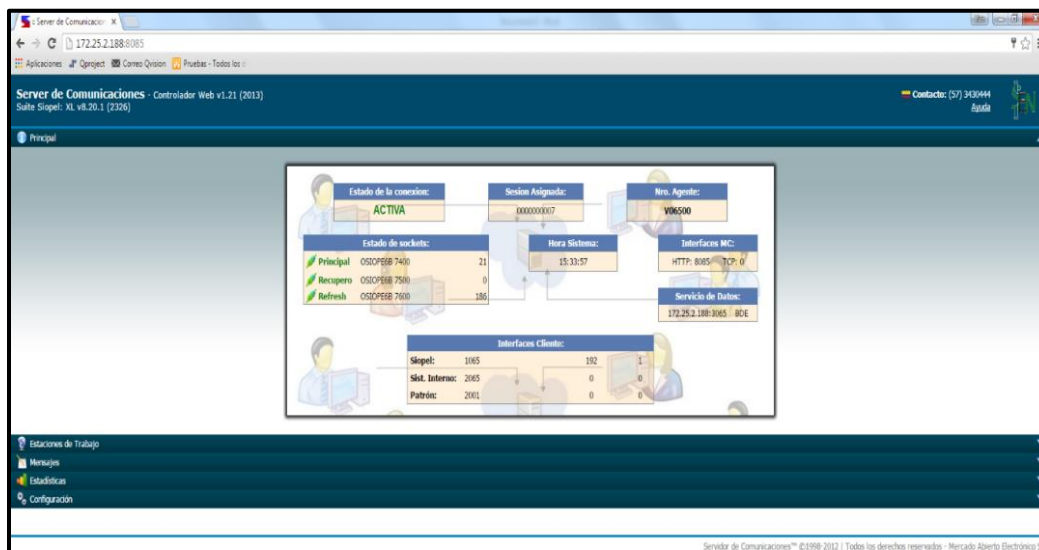 : Server de Comunicacion
172.25.2.188:8085
Aplicaciones Qproject Correo Qvision Pruebas - Todos los
Server de Comunicaciones - Controlador Web v1.21 (2013)
Suite Siopel: XL v8.20.1 (2326)
Contacto: (57) 3430444
Ayuda
Principal
Estado de la conexion: Sesion Asignada: Nro. Agente:
ACTIVA 0000000007 V06500
Estado de sockets: Hora Sistema: Interfaces MC:
Principal OSIOPE6B 7400 21 15:33:57 HTTP: 8085 TCP: 0
Recupero OSIOPE6B 7500 0
Refresh OSIOPE6B 7600 186
Servicio de Datos:
172.25.2.188:3065 BDE
Interfaces Cliente:
Siopel: 1065 192 1
Sist. Interno: 2065 0 0
Patrón: 2001 0 0
Estaciones de Trabajo
Mensajes
Estadísticas
Configuración
Servidor de Comunicaciones™ ©1998-2012 | Todos los derechos reservados - Mercado Abierto Electrónico S